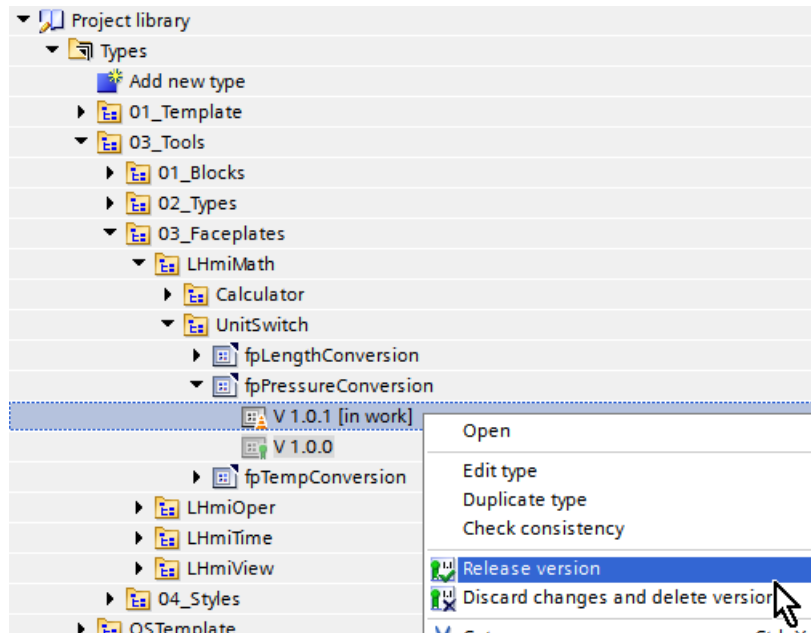 Project library
Types
Add new type
01_Template
03_Tools
01_Blocks
02_Types
03_Faceplates
LHmiMath
Calculator
UnitSwitch
fpLengthConversion
fpPressureConversion
V 1.0.1 [in work]
V 1.0.0
fpTempConversion
LHmiOper
LHmiTime
LHmiView
04_Styles
OSTemplate
Open
Edit type
Duplicate type
Check consistency
Release version
Discard changes and delete version